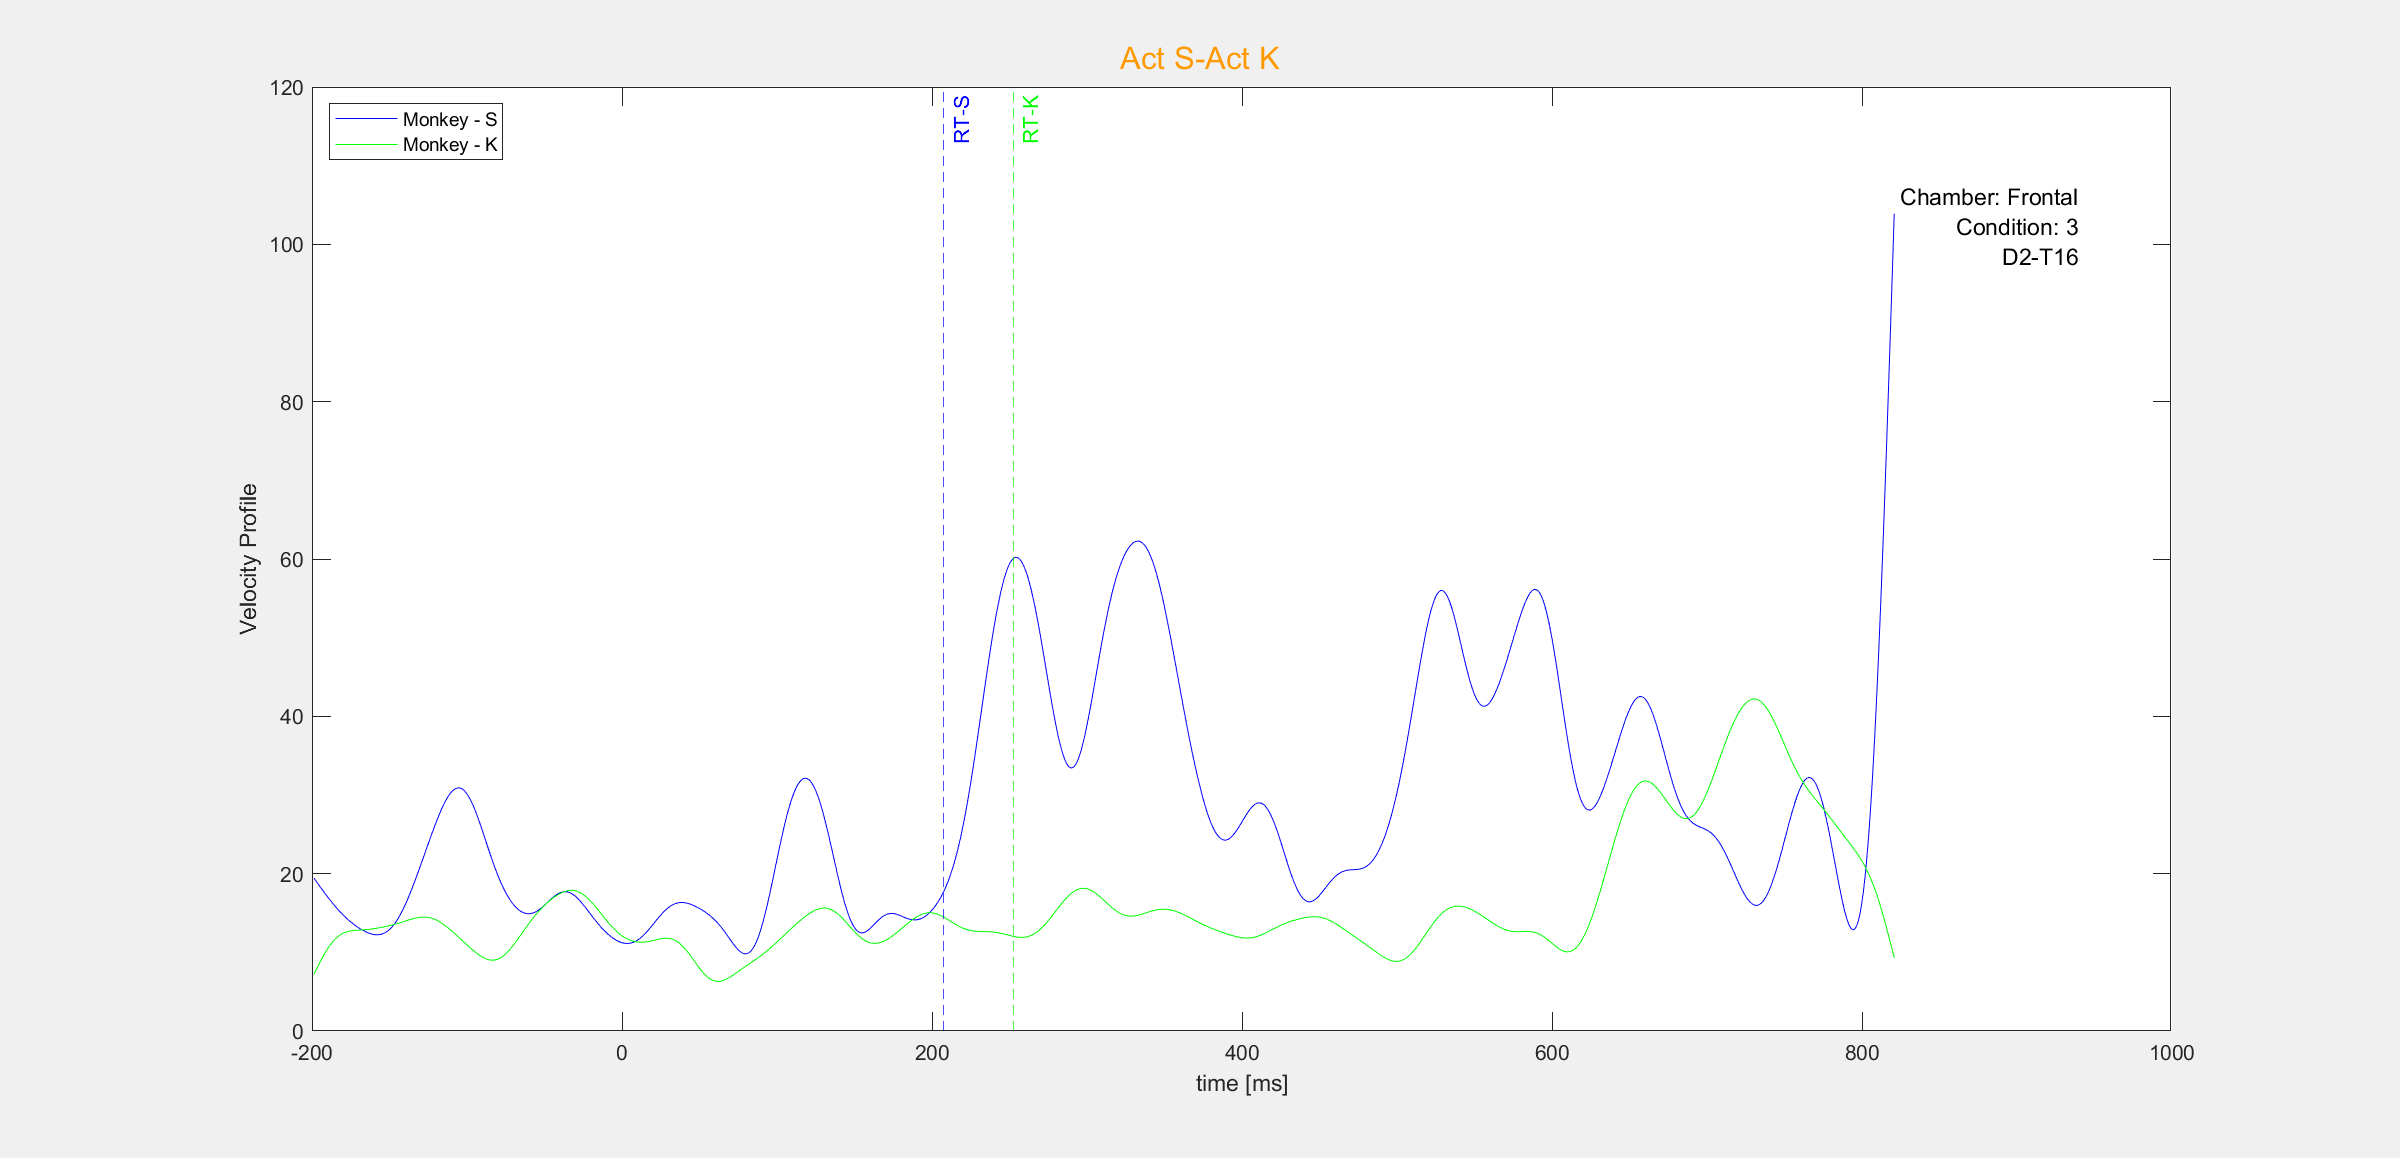 Act S-Act K
120
100
80
60
40
20
0
Velocity Profile
Monkey - S
Monkey - K
RT-S
RT-K
Chamber: Frontal
Condition: 3
D2-T16
-200
0
200
400
600
800
1000
time [ms]